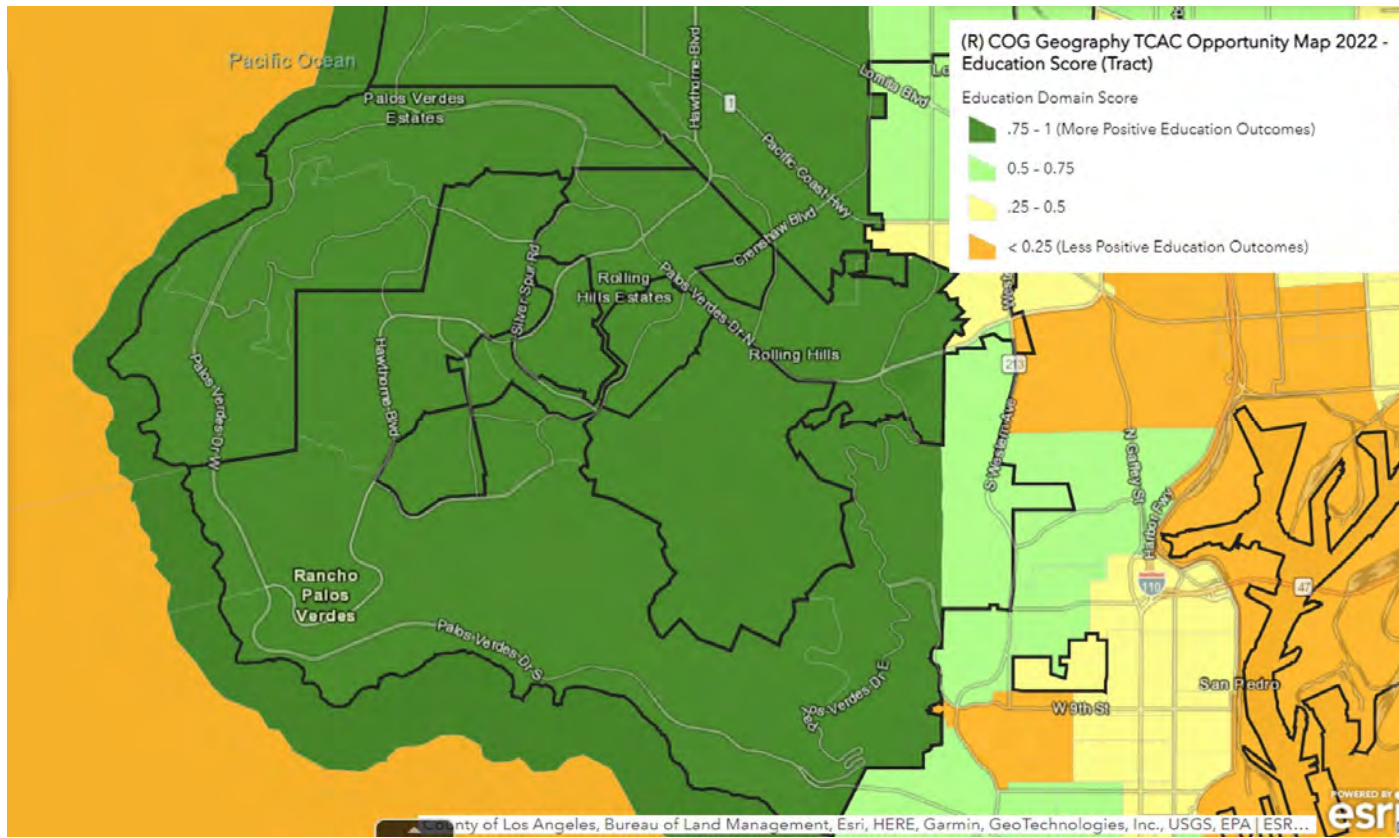 (R) COG Geography TCAC Opportunity Map 2022 -
Education Score (Tract)
Education Domain Score
.75 - 1 (More Positive Education Outcomes)
0.5 - 0.75
.25 - 0.5
< 0.25 (Less Positive Education Outcomes)
Pacific Ocean
Palos Verdes
Estates
Hawthorne-Blvd
1
Lomita Blvd
Pacific-Coast-Hwy
Crenshaw Blvd
Silver-Spur-Rd
Rolling
Hills Estates
Palos-Verdes-Dr-N
Rolling Hills
Palos-Verdes-Dr-W
Hawthorne-Blvd
213
S Western Ave
N Gaffey St
Harbor Fwy
110
47
Rancho
Palos
Verdes
Palos-Verdes-Dr-S
San Pedro
W 9th St
POWERED BY
esri
County of Los Angeles, Bureau of Land Management, Esri, HERE, Garmin, GeoTechnologies, Inc., USGS, EPA | ESR...